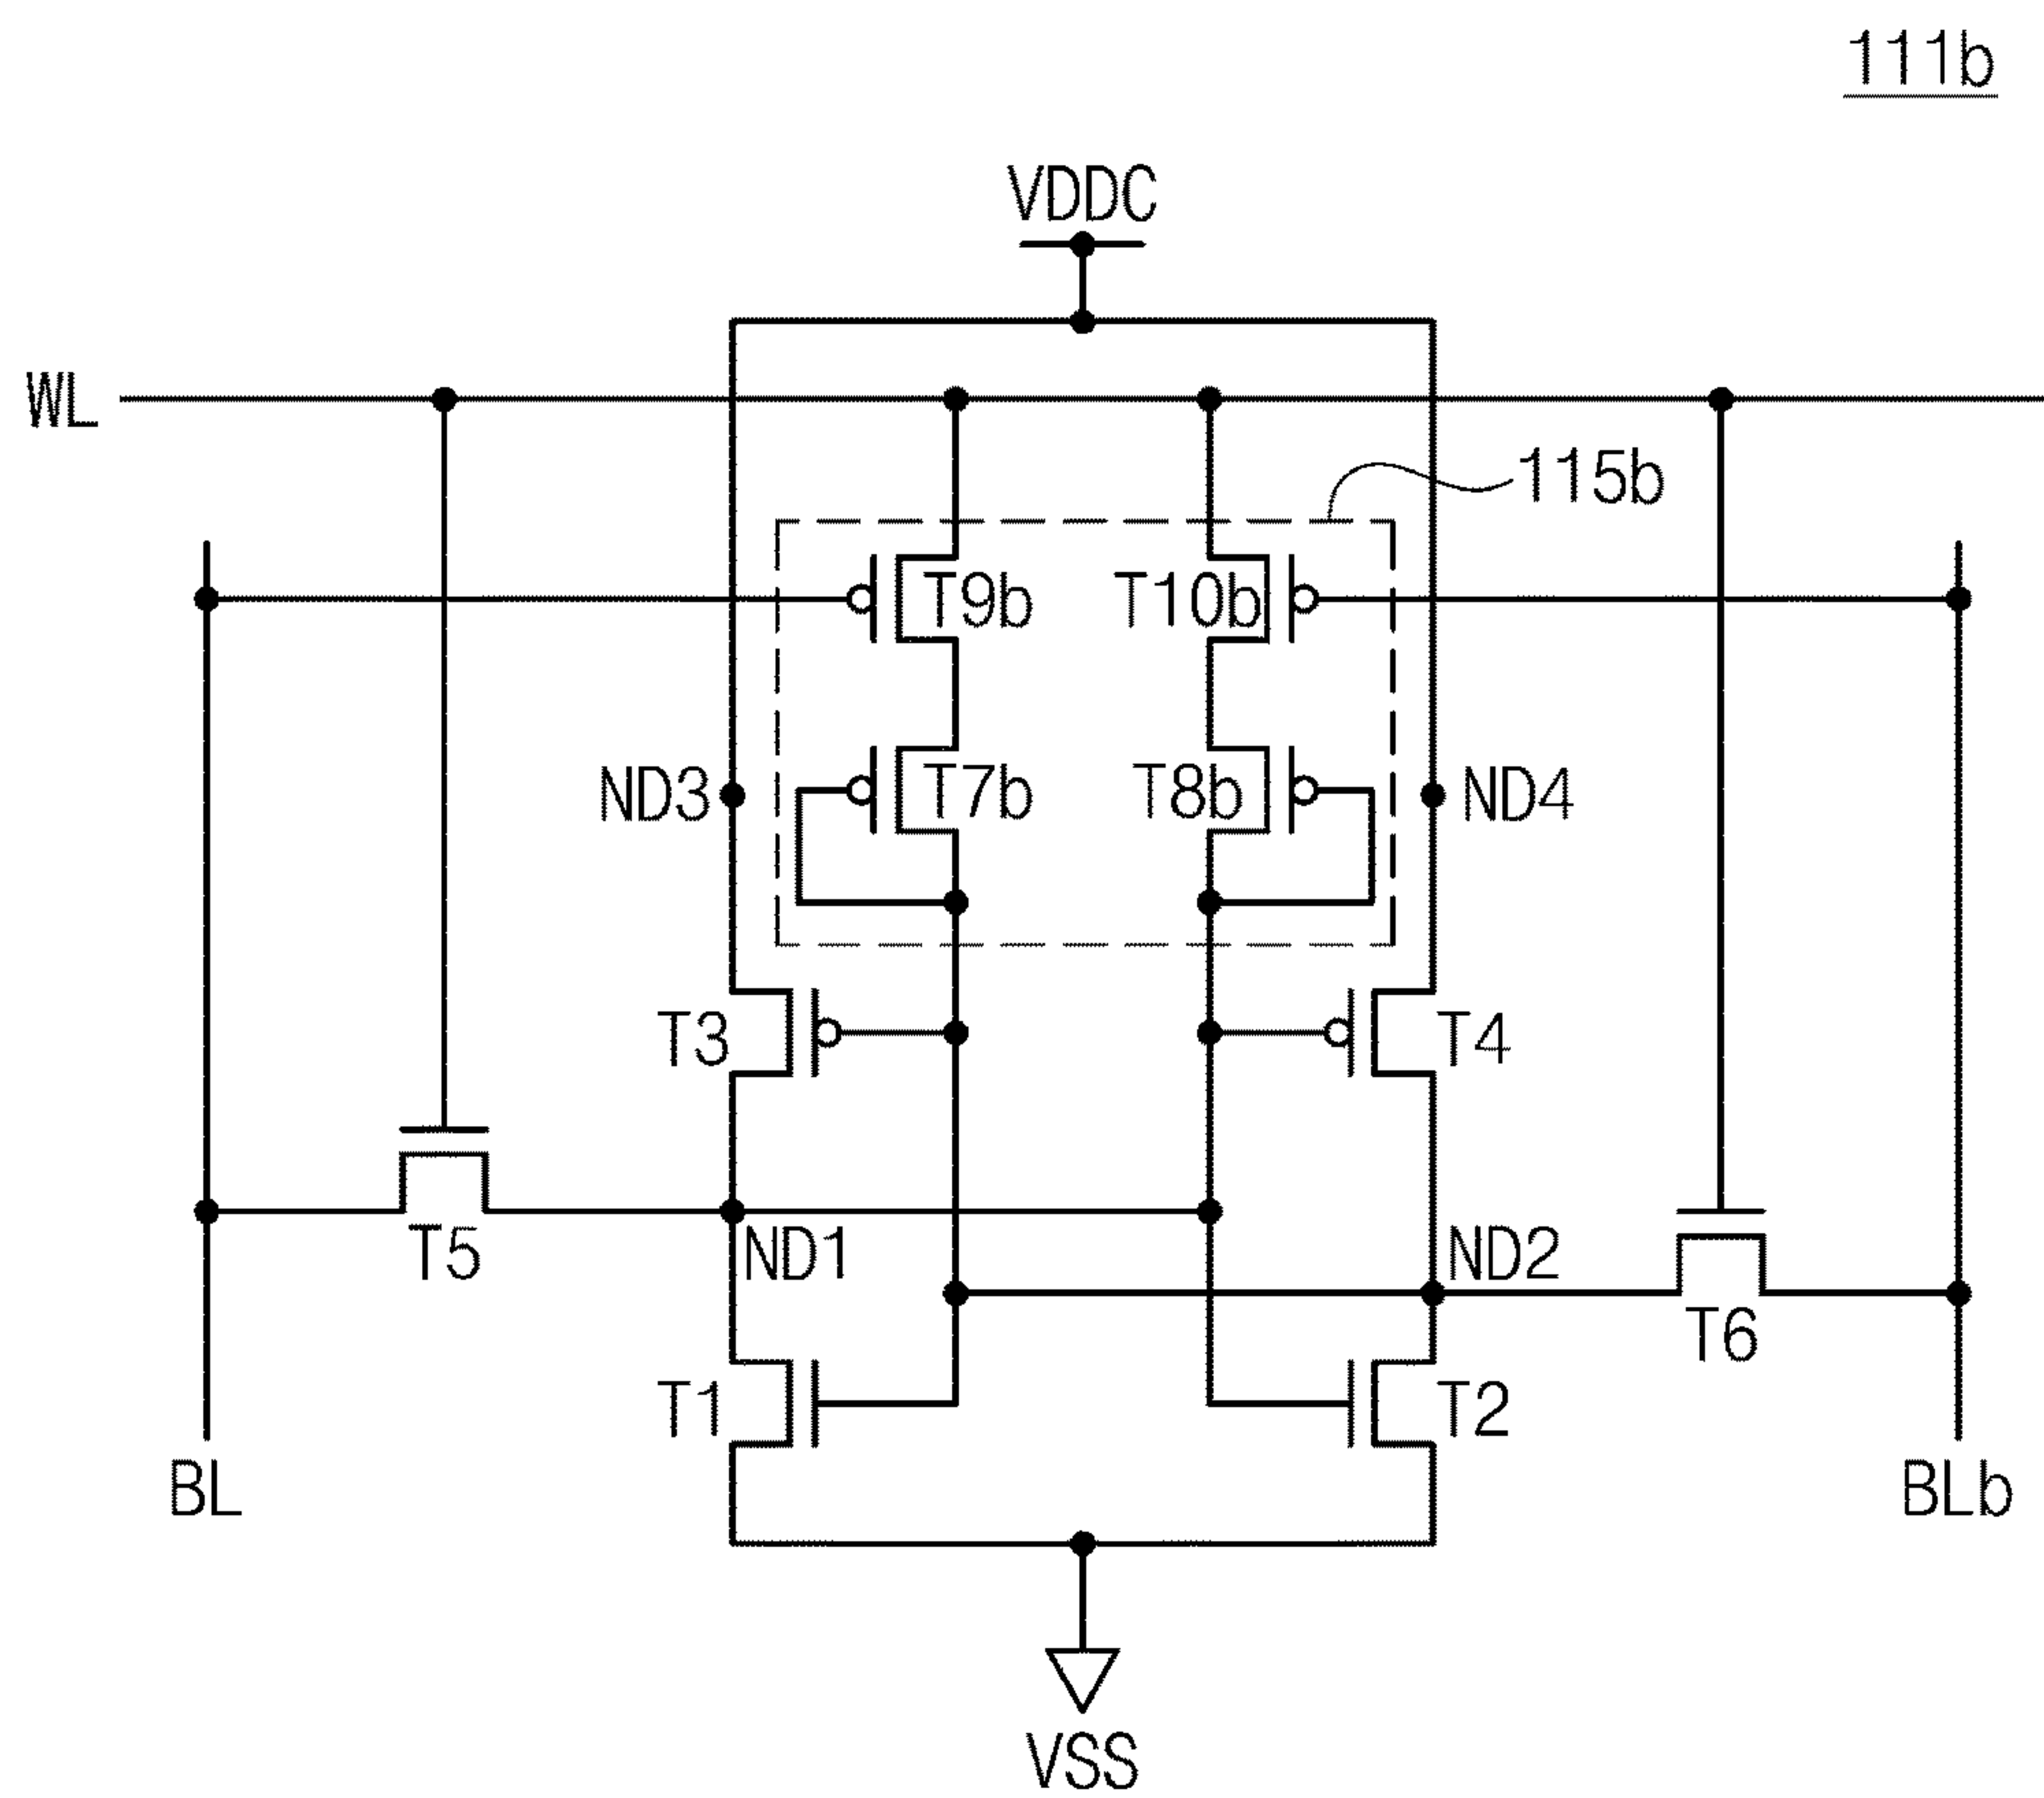 111b
VDDC
WL
115b
T9b T10b
ND3 T7b T8b ND4
T3 T4
T5 ND1 ND2 T6
T1 T2
BL BLb
VSS